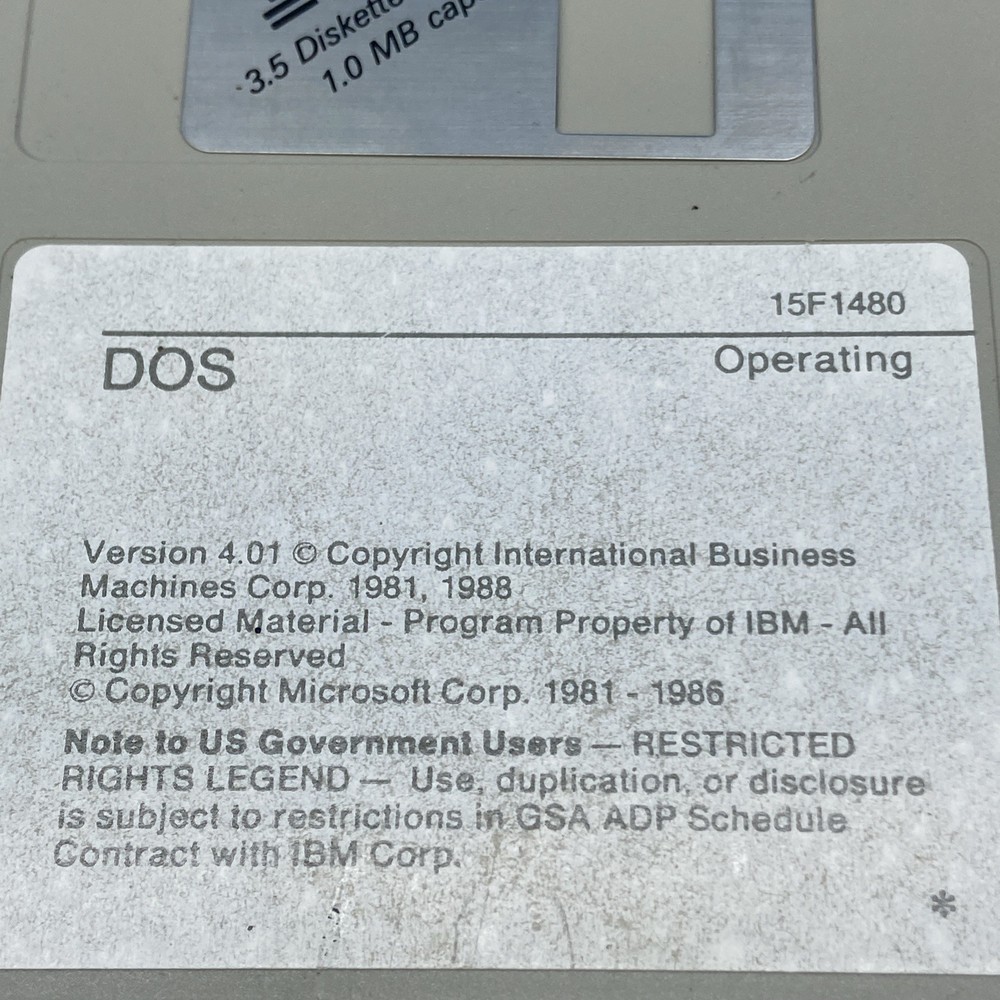 3.5 Diskette
1.0 MB
15F1480
DOS Operating
Version 4.01 © Copyright International Business
Machines Corp. 1981, 1988
Licensed Material - Program Property of IBM - All
Rights Reserved
© Copyright Microsoft Corp. 1981 - 1986
Note to US Government Users — RESTRICTED
RIGHTS LEGEND — Use, duplication, or disclosure
is subject to restrictions in GSA ADP Schedule
Contract with IBM Corp.
*